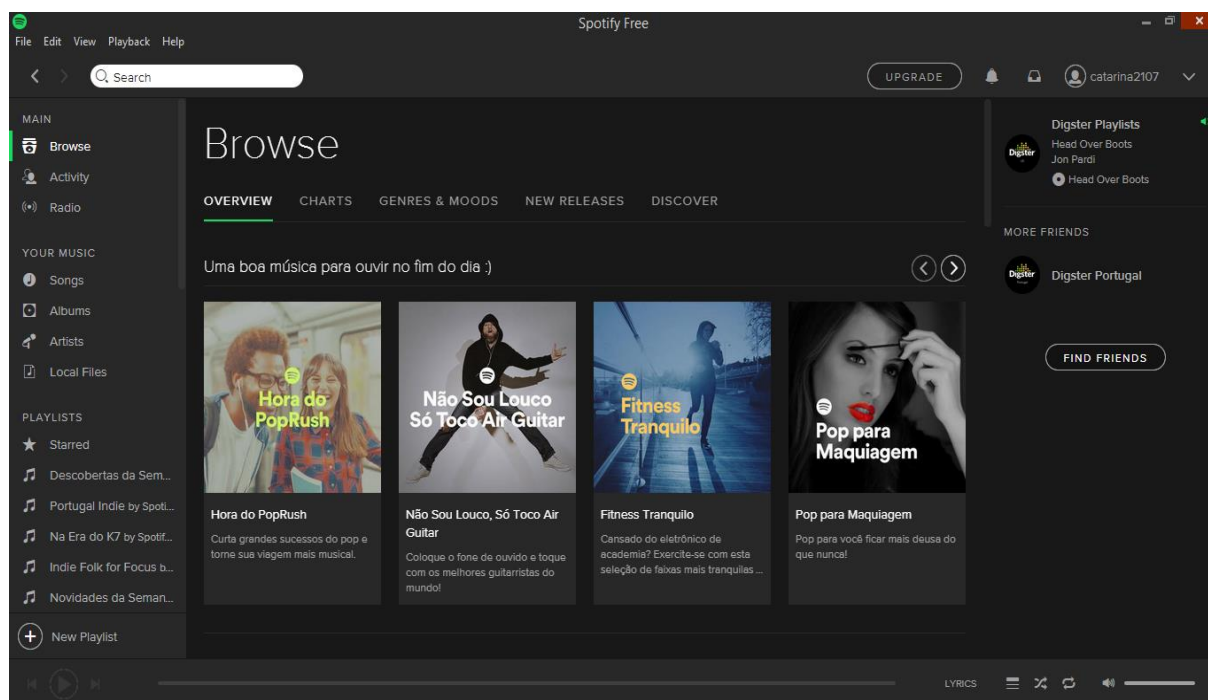 Spotify Free
File Edit View Playback Help
Search
UPGRADE
catarina2107
MAIN
Browse
Activity
Radio
YOUR MUSIC
Songs
Albums
Artists
Local Files
PLAYLISTS
Starred
Descobertas da Sem...
Portugal Indie by Spoti...
Na Era do K7 by Spotif...
Indie Folk for Focus b...
Novidades da Seman...
New Playlist
Browse
OVERVIEW CHARTS GENRES & MOODS NEW RELEASES DISCOVER
Uma boa música para ouvir no fim do dia :)
Hora do
PopRush
Hora do PopRush
Curta grandes sucessos do pop e
torne sua viagem mais musical.
Não Sou Louco
Só Toco Air Guitar
Não Sou Louco, Só Toco Air
Guitar
Coloque o fone de ouvido e toque
com os melhores guitarristas do
mundo!
Fitness
Tranquilo
Fitness Tranquilo
Cansado do eletrônico de
academia? Exercite-se com esta
seleção de faixas mais tranquilas ...
Pop para
Maquiagem
Pop para Maquiagem
Pop para você ficar mais deusa do
que nunca!
Digster
Digster Playlists
Head Over Boots
Jon Pardi
Head Over Boots
MORE FRIENDS
Digster
Digster Portugal
FIND FRIENDS
LYRICS